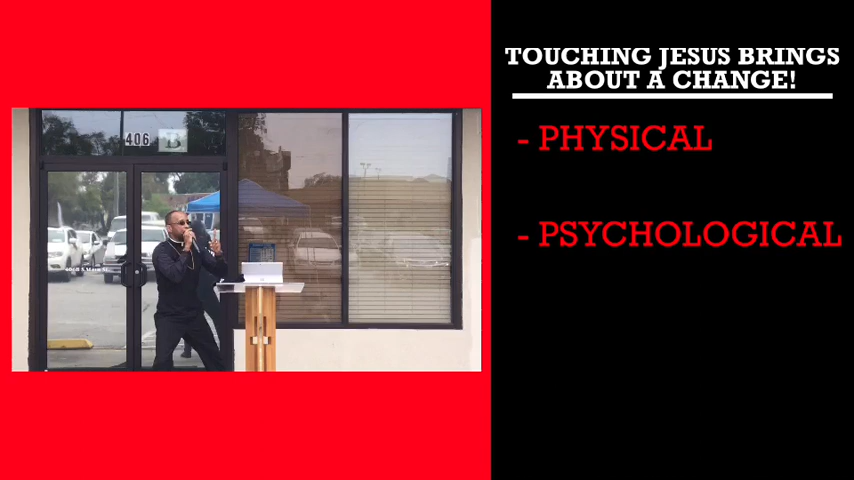 TOUCHING JESUS BRINGS
ABOUT A CHANGE!
- PHYSICAL
- PSYCHOLOGICAL
406 B